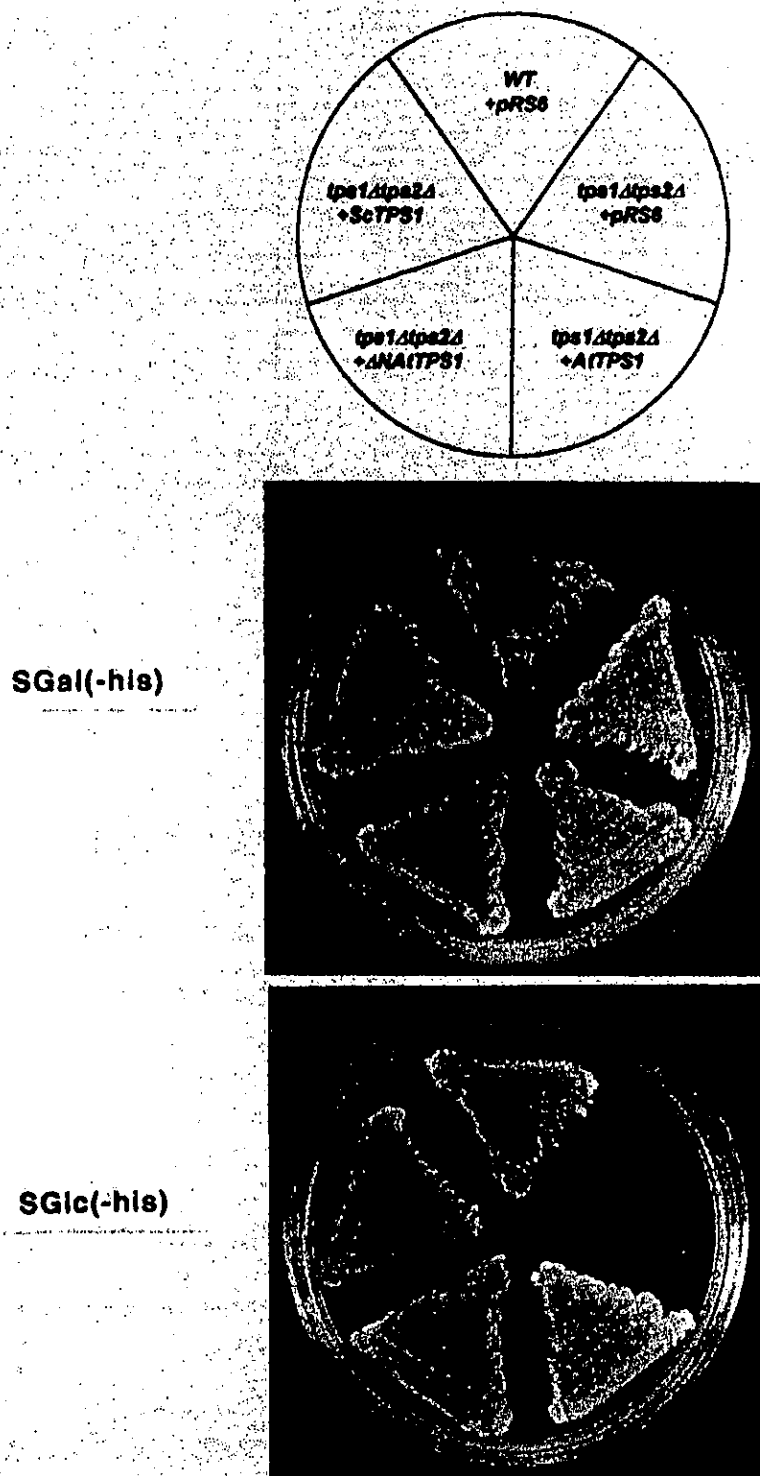 WT
+pRS6
tps1Δtps2Δ
+ScTPS1
tps1Δtps2Δ
+pRS6
tps1Δtps2Δ
+ΔNAtTPS1
tps1Δtps2Δ
+AtTPS1
SGal(-his)
SGlc(-his)